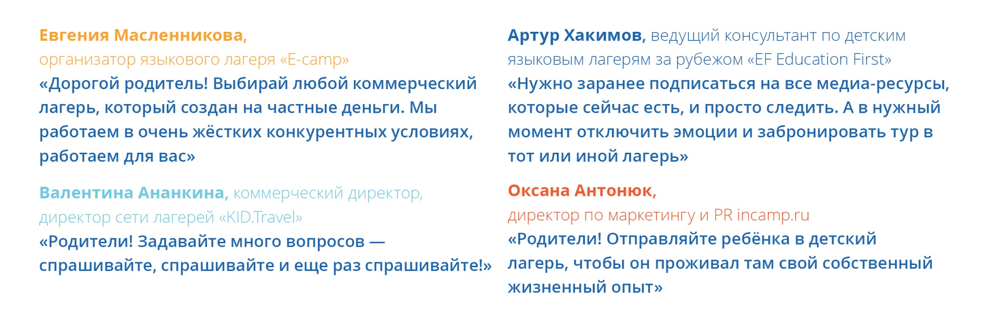 Евгения Масленникова,
организатор языкового лагеря «E-camp»
«Дорогой родитель! Выбирай любой коммерческий
лагерь, который создан на частные деньги. Мы
работаем в очень жёстких конкурентных условиях,
работаем для вас»
Валентина Ананкина, коммерческий директор,
директор сети лагерей «KID.Travel»
«Родители! Задавайте много вопросов —
спрашивайте, спрашивайте и еще раз спрашивайте!»
Артур Хакимов, ведущий консультант по детским
языковым лагерям за рубежом «EF Education First»
«Нужно заранее подписаться на все медиа-ресурсы,
которые сейчас есть, и просто следить. А в нужный
момент отключить эмоции и забронировать тур в
тот или иной лагерь»
Оксана Антонюк,
директор по маркетингу и PR incamp.ru
«Родители! Отправляйте ребёнка в детский
лагерь, чтобы он проживал там свой собственный
жизненный опыт»